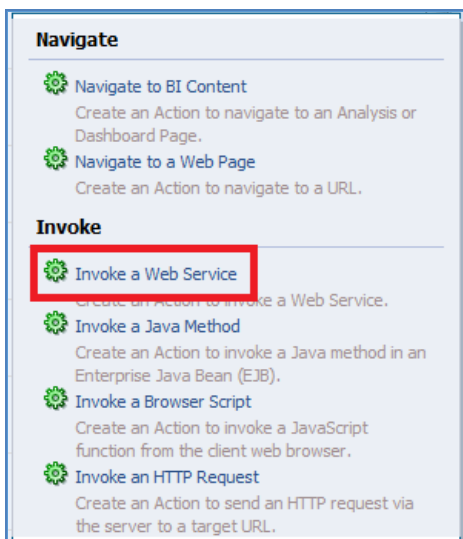 Navigate
Navigate to BI Content
Create an Action to navigate to an Analysis or
Dashboard Page.
Navigate to a Web Page
Create an Action to navigate to a URL.
Invoke
Invoke a Web Service
Create an Action to invoke a Web Service.
Invoke a Java Method
Create an Action to invoke a Java method in an
Enterprise Java Bean (EJB).
Invoke a Browser Script
Create an Action to invoke a JavaScript
function from the client web browser.
Invoke an HTTP Request
Create an Action to send an HTTP request via
the server to a target URL.